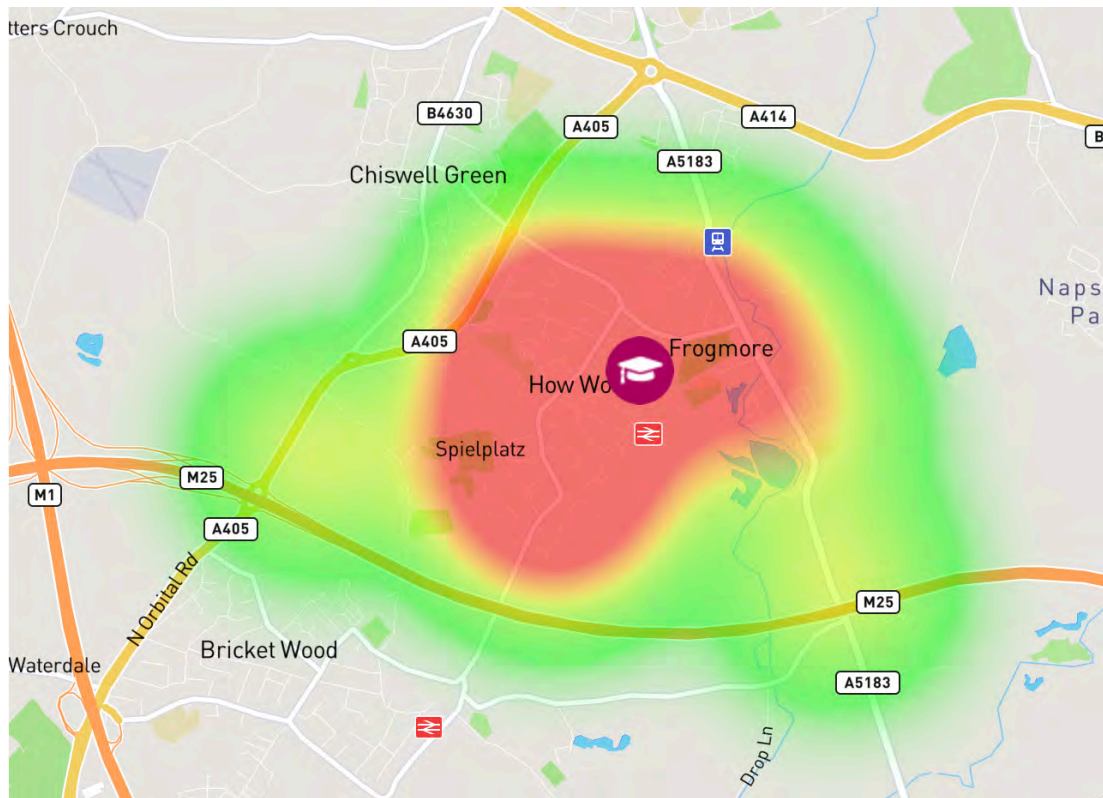 tters Crouch
B4630
A405
A414
B
A5183
Chiswell Green
Naps
Pa
A405
Frogmore
How Wo
Spielplatz
M25
M1
A405
N Orbital Rd
M25
Bricket Wood
Waterdale
A5183
Drop Ln